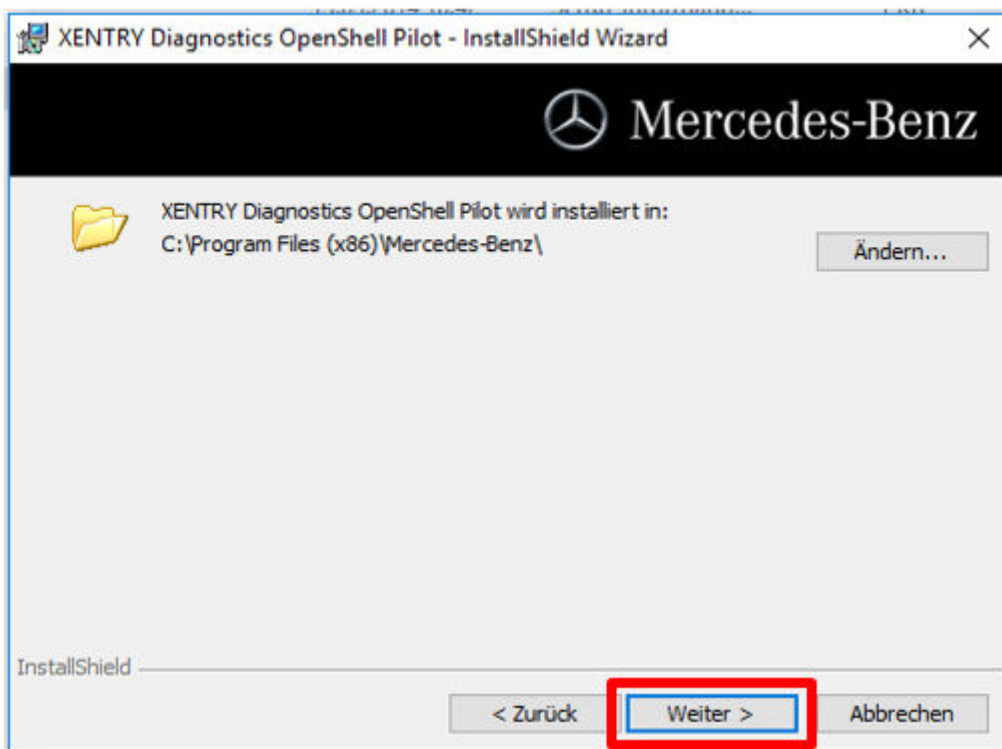 XENTRY Diagnostics OpenShell Pilot - InstallShield Wizard
Mercedes-Benz
XENTRY Diagnostics OpenShell Pilot wird installiert in:
C:\Program Files (x86)\Mercedes-Benz\
Ändern...
InstallShield
< Zurück Weiter > Abbrechen